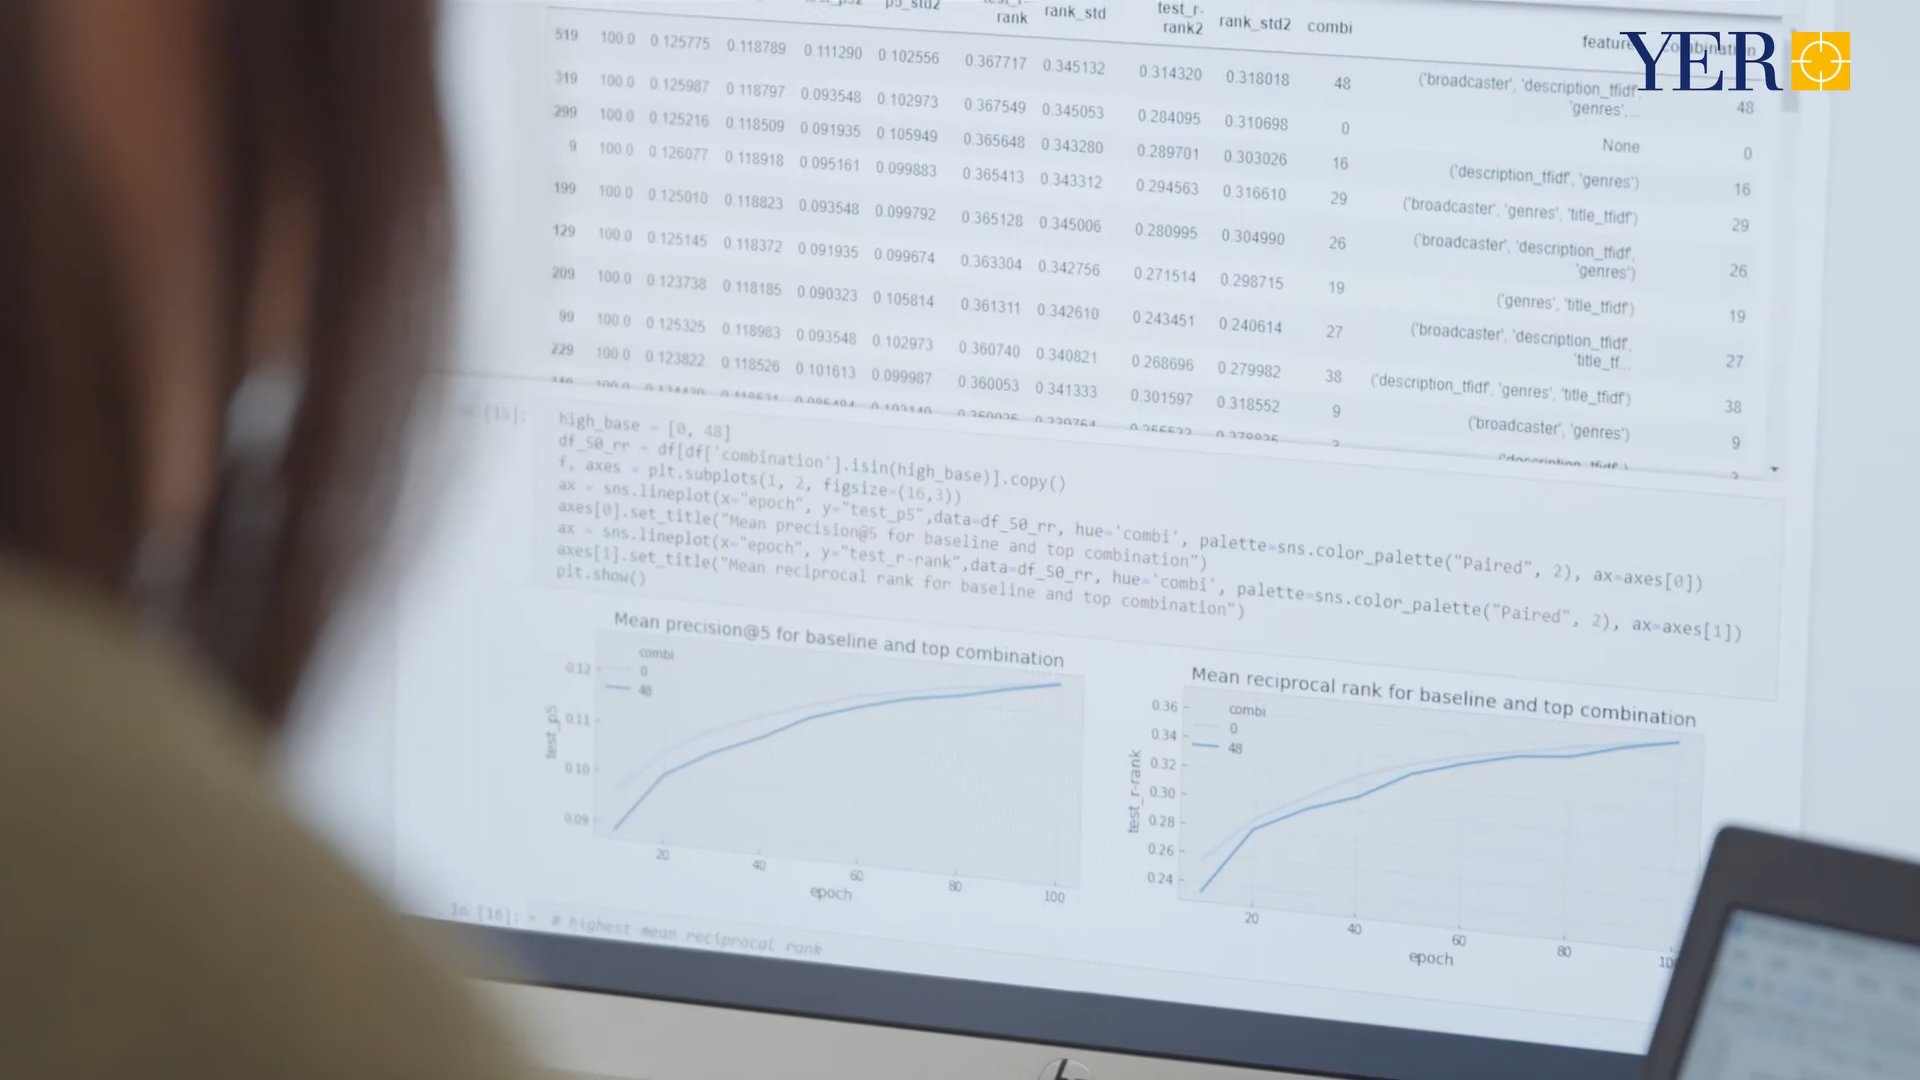 YER
rank rank_std test_r-rank2 rank_std2 combi
519 100.0 0.125775 0.118789 0.111290 0.102556 0.367717 0.345132 0.314320 0.318018 48 ('broadcaster', 'description_tfidf', 'genres',... 48
319 100.0 0.125987 0.118797 0.093548 0.102973 0.367549 0.345053 0.284095 0.310698 0 None 0
299 100.0 0.125216 0.118509 0.091935 0.105949 0.365648 0.343280 0.289701 0.303026 16 ('description_tfidf', 'genres') 16
9 100.0 0.126077 0.118918 0.095161 0.099883 0.365413 0.343312 0.294563 0.316610 29 ('broadcaster', 'genres', 'title_tfidf') 29
199 100.0 0.125010 0.118823 0.093548 0.099792 0.365128 0.345006 0.280995 0.304990 26 ('broadcaster', 'description_tfidf', 'genres') 26
129 100.0 0.125145 0.118372 0.091935 0.099674 0.363304 0.342756 0.271514 0.298715 19 ('genres', 'title_tfidf') 19
209 100.0 0.123738 0.118185 0.090323 0.105814 0.361311 0.342610 0.243451 0.240614 27 ('broadcaster', 'description_tfidf', 'title_tf... 27
99 100.0 0.125325 0.118983 0.093548 0.102973 0.360740 0.340821 0.268696 0.279982 38 ('description_tfidf', 'genres', 'title_tfidf') 38
229 100.0 0.123822 0.118526 0.101613 0.099987 0.360053 0.341333 0.301597 0.318552 9 ('broadcaster', 'genres') 9
high_base = [0, 48]
df_50_rr = df[df['combination'].isin(high_base)].copy()
f, axes = plt.subplots(1, 2, figsize=(16,3))
ax = sns.lineplot(x="epoch", y="test_p5",data=df_50_rr, hue='combi', palette=sns.color_palette("Paired", 2), ax=axes[0])
axes[0].set_title("Mean precision@5 for baseline and top combination")
ax = sns.lineplot(x="epoch", y="test_r-rank",data=df_50_rr, hue='combi', palette=sns.color_palette("Paired", 2), ax=axes[1])
axes[1].set_title("Mean reciprocal rank for baseline and top combination")
plt.show()
Mean precision@5 for baseline and top combination
combi
0
48
0.12
0.11
0.10
0.09
test_p5
20 40 60 80 100
epoch
Mean reciprocal rank for baseline and top combination
combi
0
48
0.36
0.34
0.32
0.30
0.28
0.26
0.24
test_r-rank
20 40 60 80
epoch
In [16]: # highest mean reciprocal rank